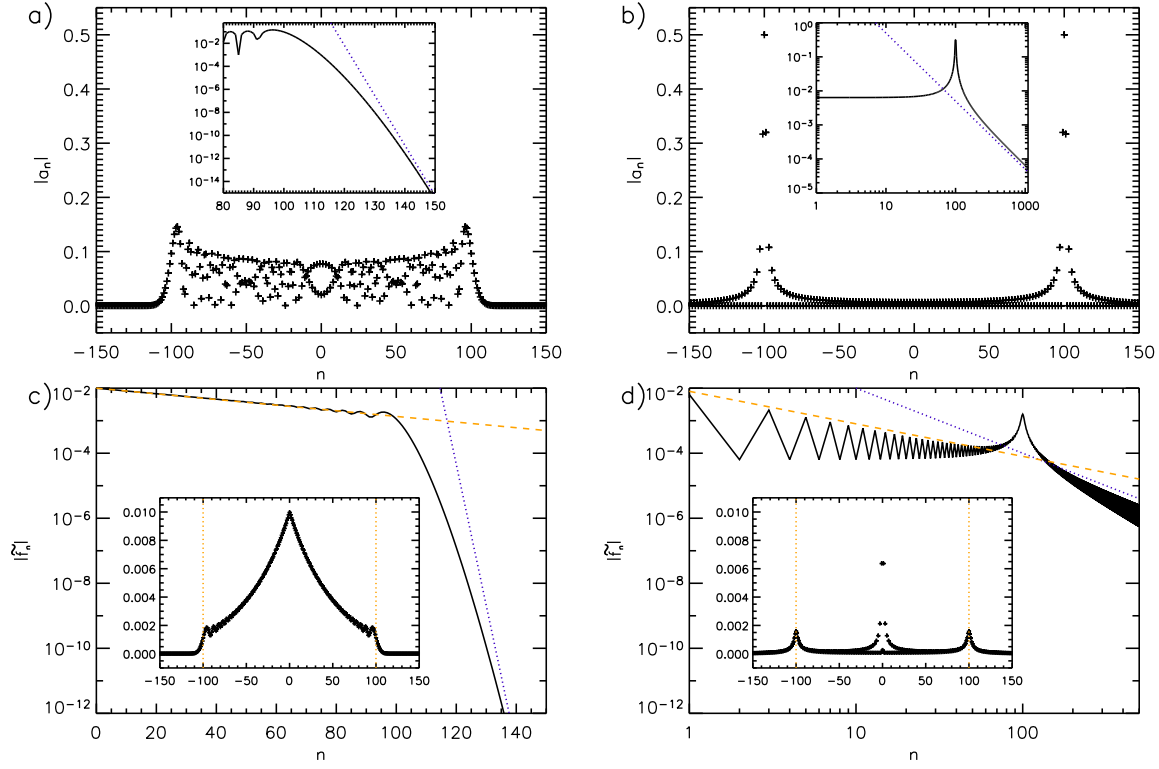 a)
0.5
0.4
0.3
0.2
0.1
0.0
|aₙ|
−150 −100 −50 0 50 100 150
n
10⁻²
10⁻⁴
10⁻⁶
10⁻⁸
10⁻¹⁰
10⁻¹²
10⁻¹⁴
80 90 100 110 120 130 140 150
b)
0.5
0.4
0.3
0.2
0.1
0.0
|aₙ|
−150 −100 −50 0 50 100 150
n
10⁰
10⁻¹
10⁻²
10⁻³
10⁻⁴
10⁻⁵
1 10 100 1000
c)
10⁻²
10⁻⁴
10⁻⁶
10⁻⁸
10⁻¹⁰
10⁻¹²
|f̃ₙ|
0 20 40 60 80 100 120 140
n
0.010
0.008
0.006
0.004
0.002
0.000
−150 −100 −50 0 50 100 150
d)
10⁻²
10⁻⁴
10⁻⁶
10⁻⁸
10⁻¹⁰
10⁻¹²
|f̃ₙ|
1 10 100
n
0.010
0.008
0.006
0.004
0.002
0.000
−150 −100 −50 0 50 100 150